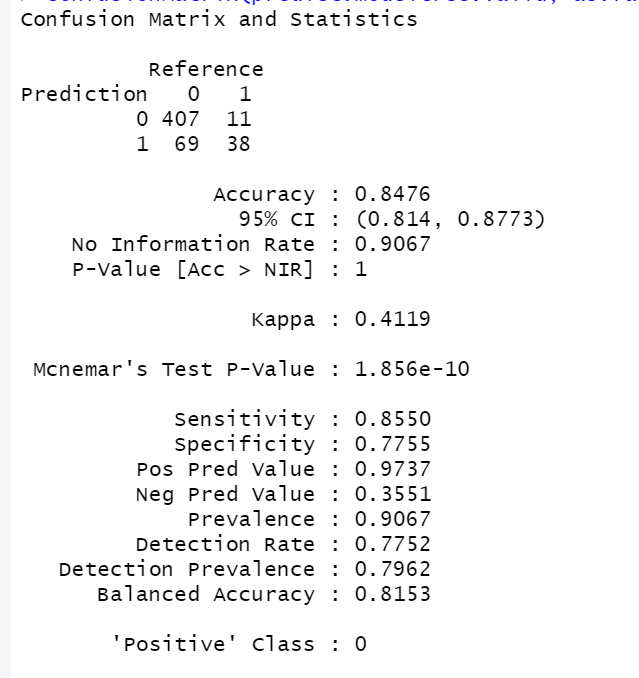 Confusion Matrix and Statistics
Reference
Prediction 0 1
0 407 11
1 69 38
Accuracy : 0.8476
95% CI : (0.814, 0.8773)
No Information Rate : 0.9067
P-Value [Acc > NIR] : 1
Kappa : 0.4119
Mcnemar's Test P-Value : 1.856e-10
Sensitivity : 0.8550
Specificity : 0.7755
Pos Pred Value : 0.9737
Neg Pred Value : 0.3551
Prevalence : 0.9067
Detection Rate : 0.7752
Detection Prevalence : 0.7962
Balanced Accuracy : 0.8153
'Positive' Class : 0